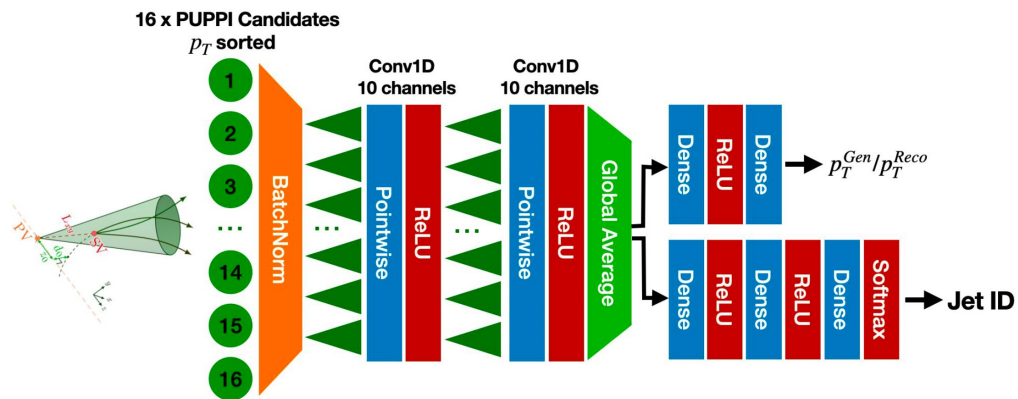 16 x PUPPI Candidates
p_T sorted
1
2
3
...
14
15
16
PV
SV
BatchNorm
...
Conv1D
10 channels
Pointwise
ReLU
...
Conv1D
10 channels
Pointwise
ReLU
Global Average
Dense
ReLU
Dense
p_T^{Gen}/p_T^{Reco}
Dense
ReLU
Dense
ReLU
Dense
Softmax
Jet ID